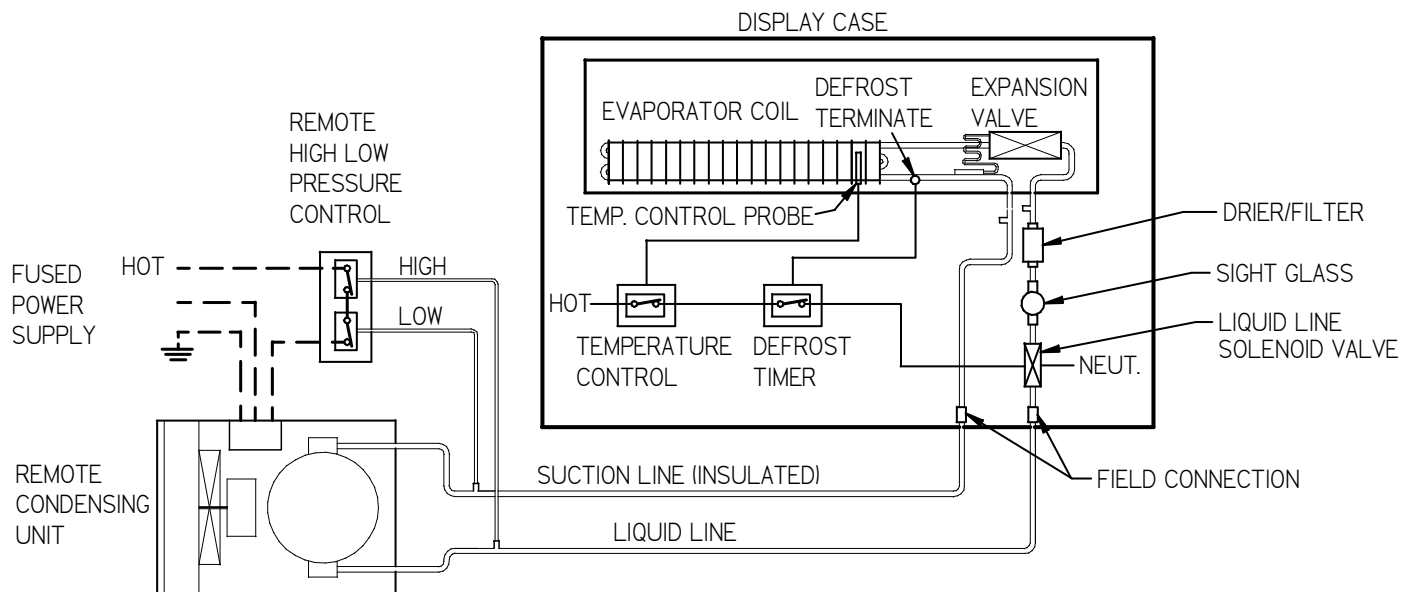 DISPLAY CASE
EVAPORATOR COIL
DEFROST
TERMINATE
EXPANSION
VALVE
TEMP. CONTROL PROBE
REMOTE
HIGH LOW
PRESSURE
CONTROL
FUSED
POWER
SUPPLY
HOT
HIGH
LOW
HOT
TEMPERATURE
CONTROL
DEFROST
TIMER
NEUT.
DRIER/FILTER
SIGHT GLASS
LIQUID LINE
SOLENOID VALVE
FIELD CONNECTION
SUCTION LINE (INSULATED)
LIQUID LINE
REMOTE
CONDENSING
UNIT